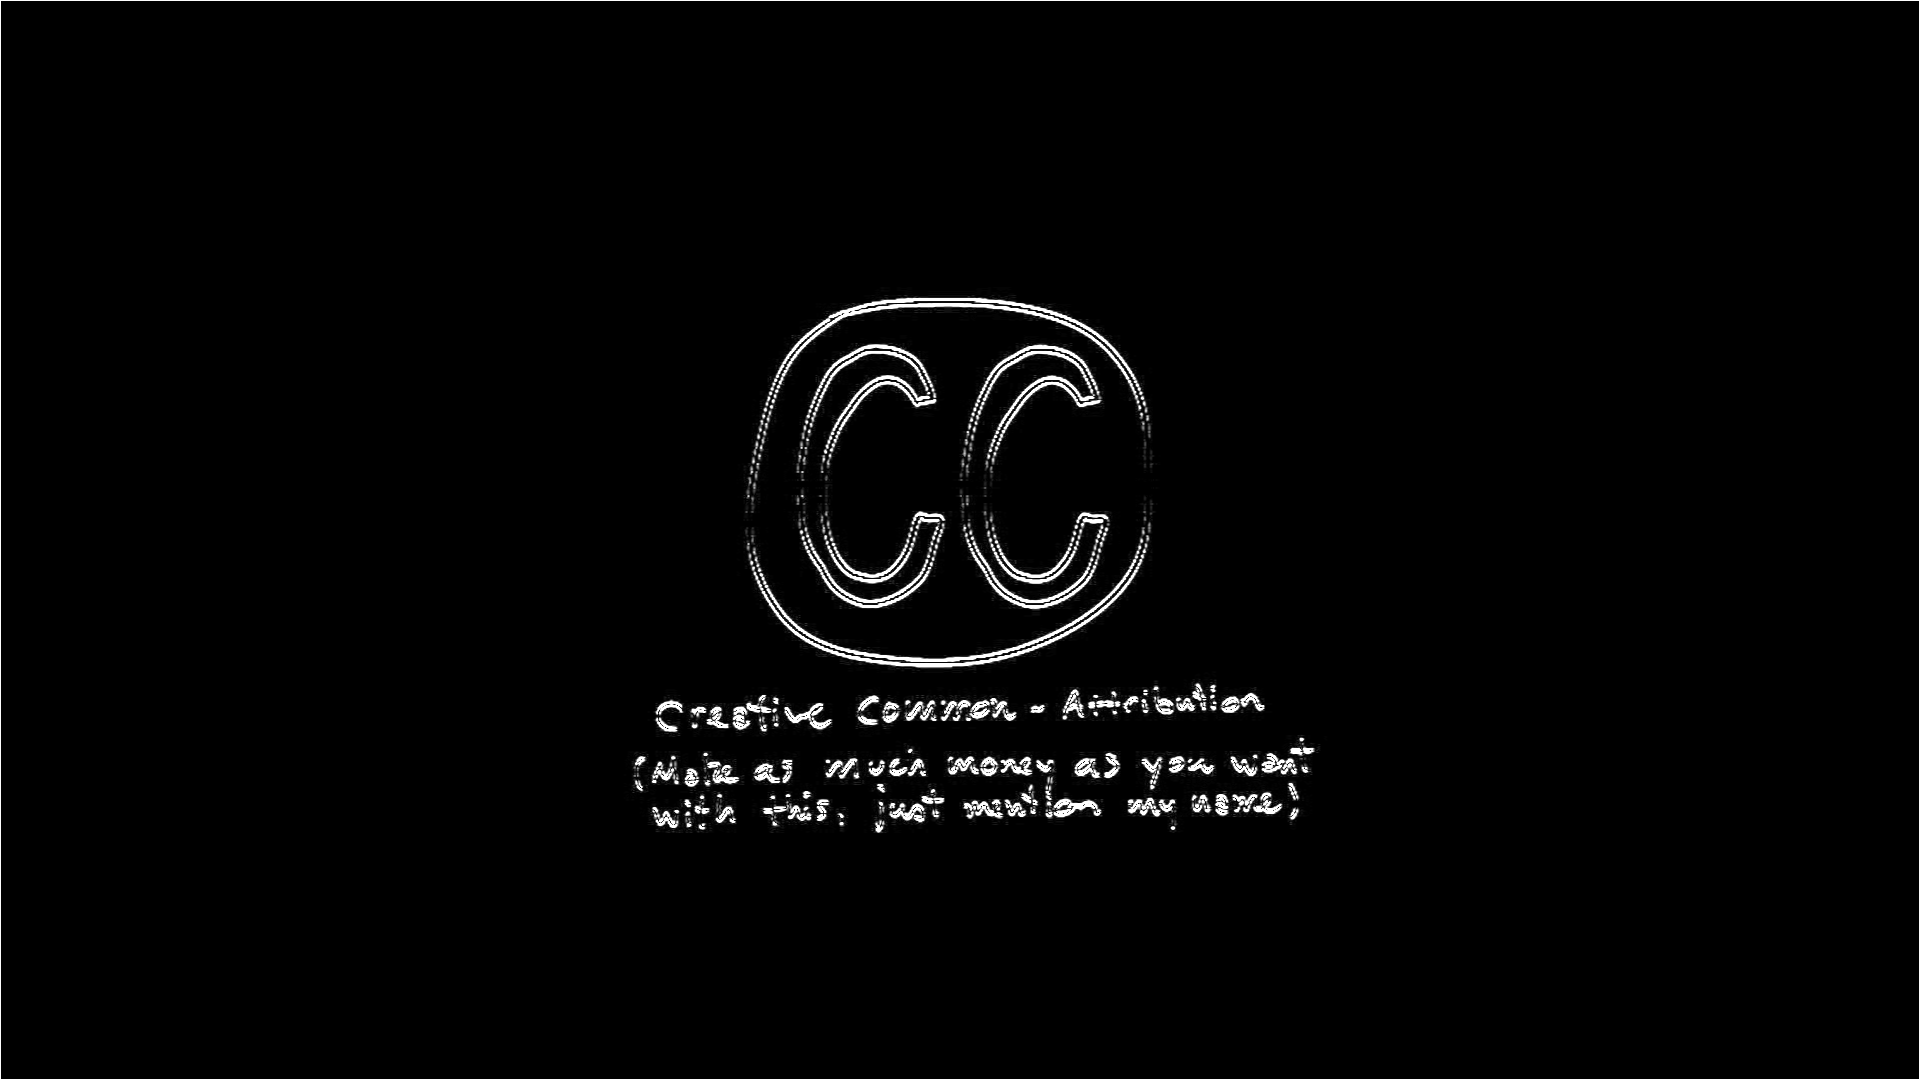 CC
Creative Common - Attribution
(Make as much money as you want
with this, just mention my name)